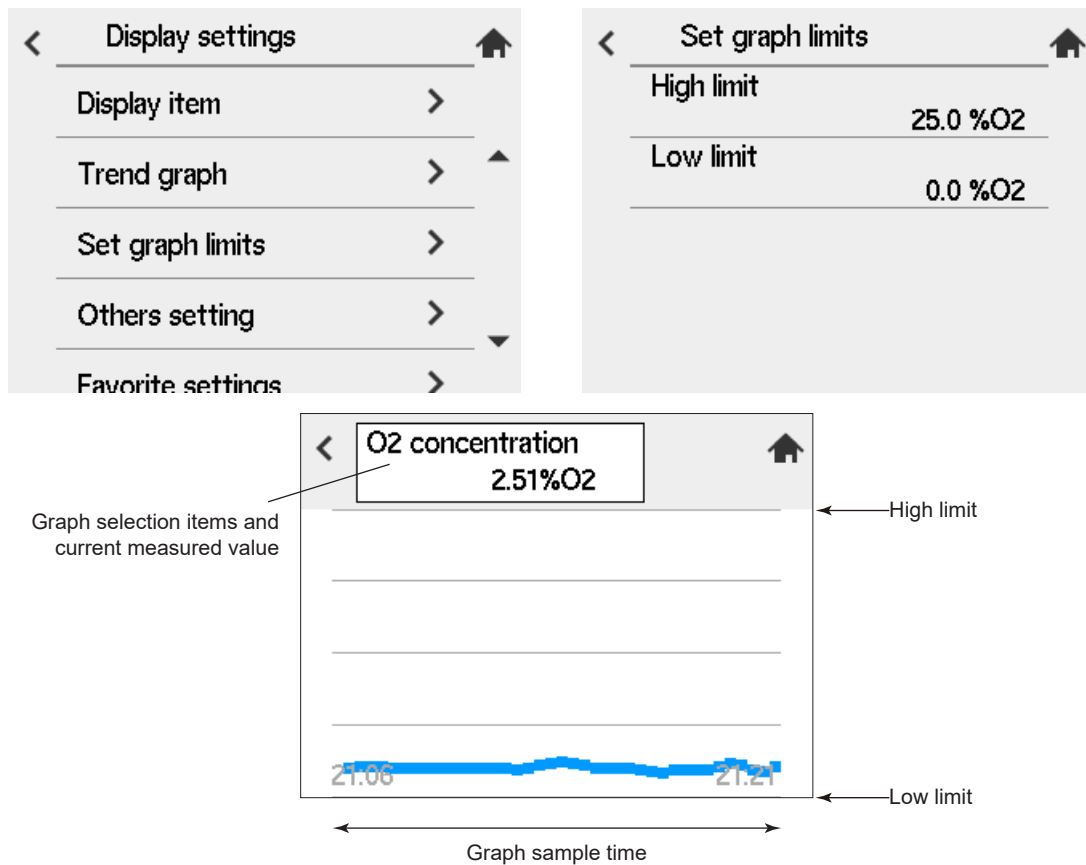 Display settings
Display item
Trend graph
Set graph limits
Others setting
Favorite settings
Set graph limits
High limit
25.0 %O2
Low limit
0.0 %O2
O2 concentration
2.51%O2
Graph selection items and
current measured value
High limit
21:06
21:21
Low limit
Graph sample time